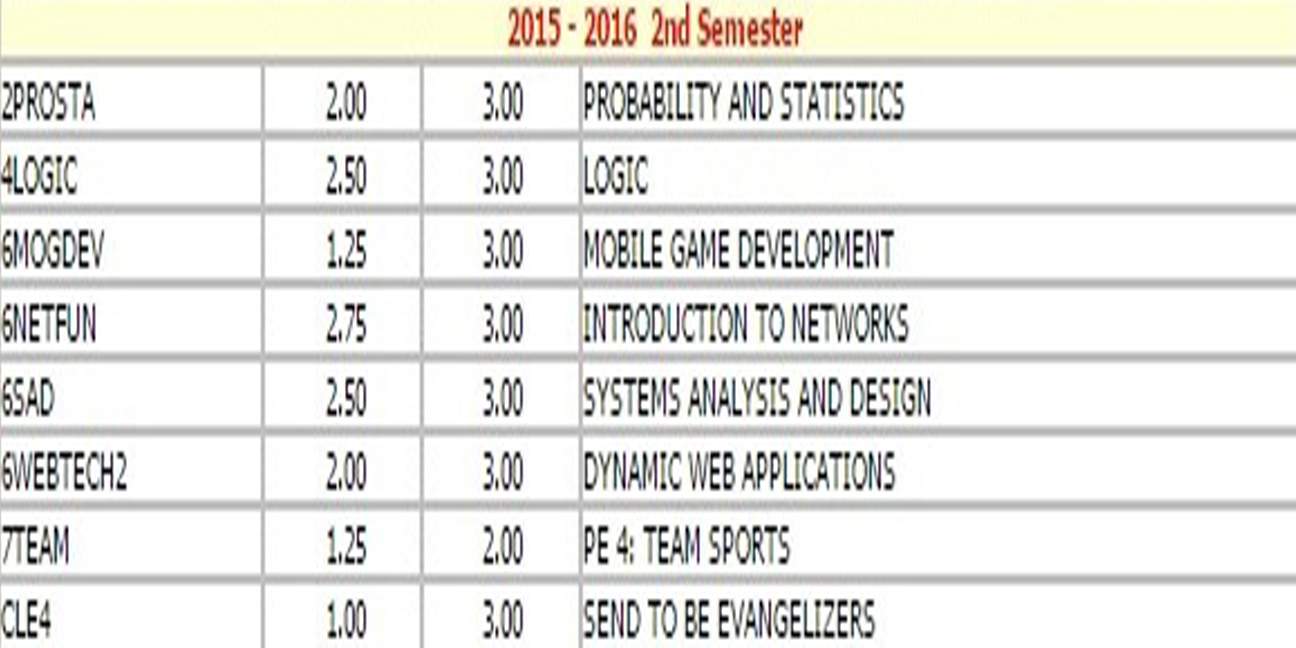 2015 - 2016 2nd Semester
2PROSTA 2.00 3.00 PROBABILITY AND STATISTICS
4LOGIC 2.50 3.00 LOGIC
6MOGDEV 1.25 3.00 MOBILE GAME DEVELOPMENT
6NETFUN 2.75 3.00 INTRODUCTION TO NETWORKS
6SAD 2.50 3.00 SYSTEMS ANALYSIS AND DESIGN
6WEBTECH2 2.00 3.00 DYNAMIC WEB APPLICATIONS
7TEAM 1.25 2.00 PE 4: TEAM SPORTS
CLE4 1.00 3.00 SEND TO BE EVANGELIZERS